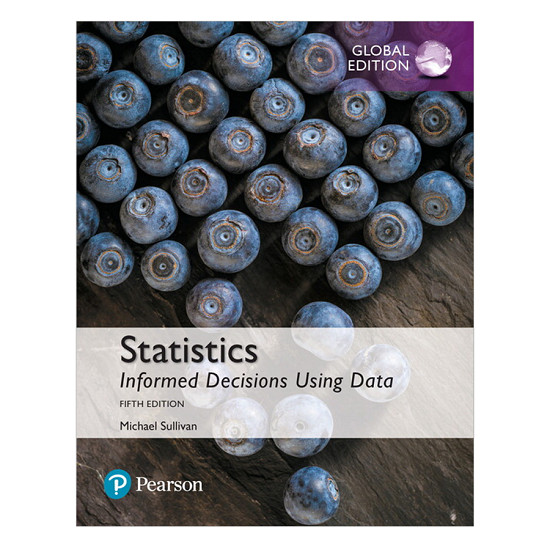 GLOBAL
EDITION
Statistics
Informed Decisions Using Data
FIFTH EDITION
Michael Sullivan
P Pearson